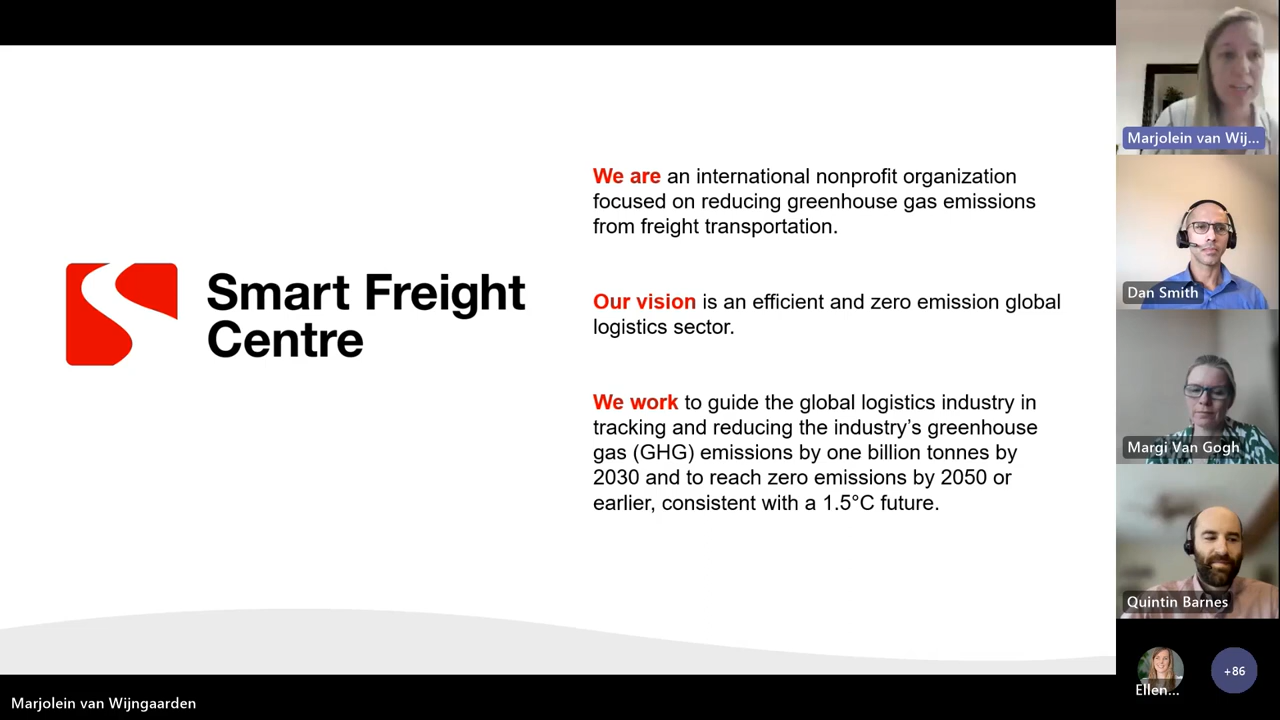 Smart Freight
Centre
We are an international nonprofit organization
focused on reducing greenhouse gas emissions
from freight transportation.
Our vision is an efficient and zero emission global
logistics sector.
We work to guide the global logistics industry in
tracking and reducing the industry’s greenhouse
gas (GHG) emissions by one billion tonnes by
2030 and to reach zero emissions by 2050 or
earlier, consistent with a 1.5°C future.
Marjolein van Wij...
Dan Smith
Margi Van Gogh
Quintin Barnes
Ellen...
+86
Marjolein van Wijngaarden